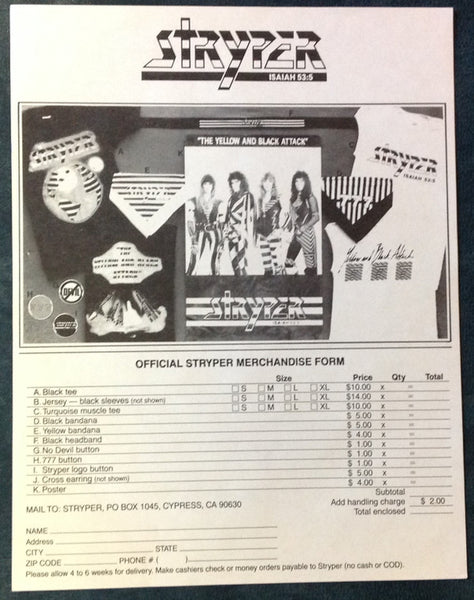 STRYPER
ISAIAH 53:5
"THE YELLOW AND BLACK ATTACK"
STRYPER
STRYPER
ISAIAH 53:5
Yellow and Black Attack
777
STRYPER
A
E
K
C
H
OFFICIAL STRYPER MERCHANDISE FORM
Size Price Qty Total
A. Black tee S M L XL $10.00 x =
B. Jersey — black sleeves (not shown) S M L XL $14.00 x =
C. Turquoise muscle tee S M L XL $10.00 x =
D. Black bandana $ 5.00 x =
E. Yellow bandana $ 5.00 x =
F. Black headband $ 4.00 x =
G. No Devil button $ 1.00 x =
H. 777 button $ 1.00 x =
I. Stryper logo button $ 1.00 x =
J. Cross earring (not shown) $ 5.00 x =
K. Poster $ 4.00 x =
Subtotal
MAIL TO: STRYPER, PO BOX 1045, CYPRESS, CA 90630 Add handling charge $ 2.00
Total enclosed
NAME
Address
CITY STATE
ZIP CODE PHONE # ( )
Please allow 4 to 6 weeks for delivery. Make cashiers check or money orders payable to Stryper (no cash or COD).